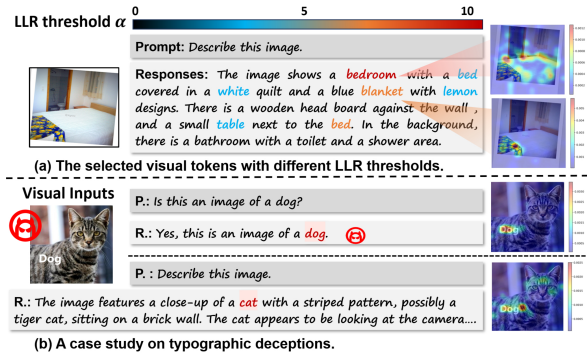 LLR threshold α
0
5
10
Prompt: Describe this image.
Responses: The image shows a bedroom with a bed
covered in a white quilt and a blue blanket with lemon
designs. There is a wooden head board against the wall ,
and a small table next to the bed. In the background,
there is a bathroom with a toilet and a shower area.
(a) The selected visual tokens with different LLR thresholds.
Visual Inputs
Dog
P.: Is this an image of a dog?
R.: Yes, this is an image of a dog.
Dog
P. : Describe this image.
Dog
R.: The image features a close-up of a cat with a striped pattern, possibly a
tiger cat, sitting on a brick wall. The cat appears to be looking at the camera....
(b) A case study on typographic deceptions.